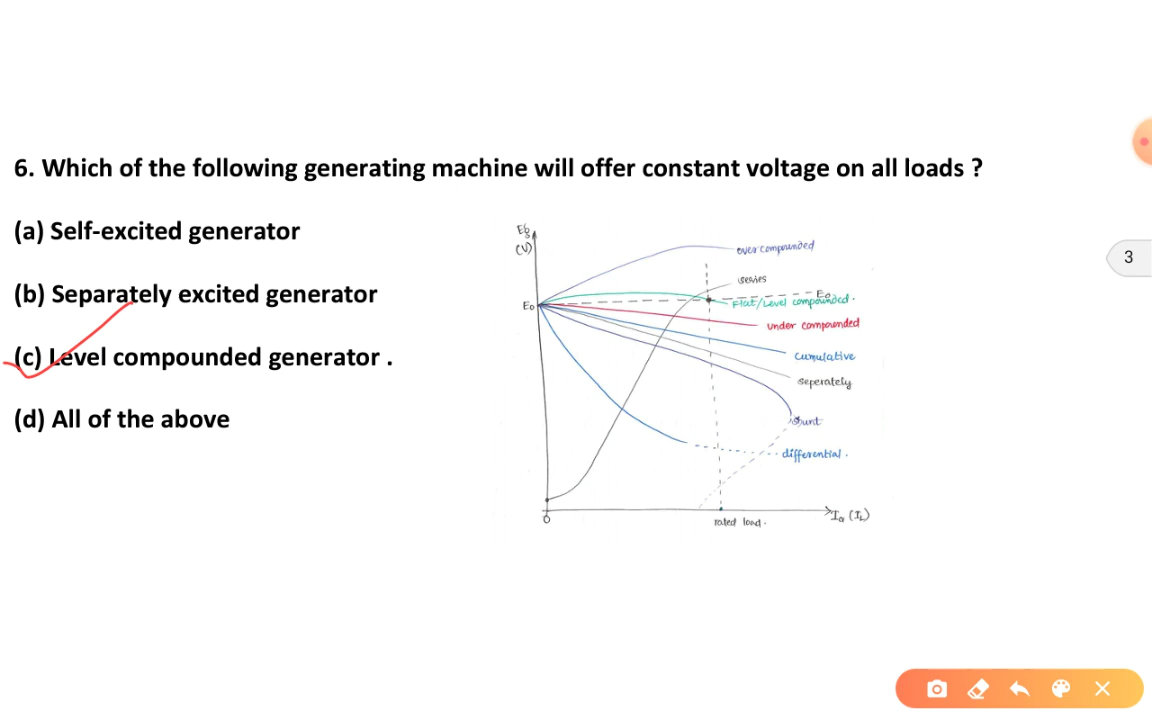 6. Which of the following generating machine will offer constant voltage on all loads ?
(a) Self-excited generator
(b) Separately excited generator
(c) Level compounded generator .
(d) All of the above
Eg
(V)
over compounded
series
E₀
E₀
Flat/Level compounded.
under compounded
cumulative
seperately
shunt
differential.
0
rated load.
Ia (IL)
3